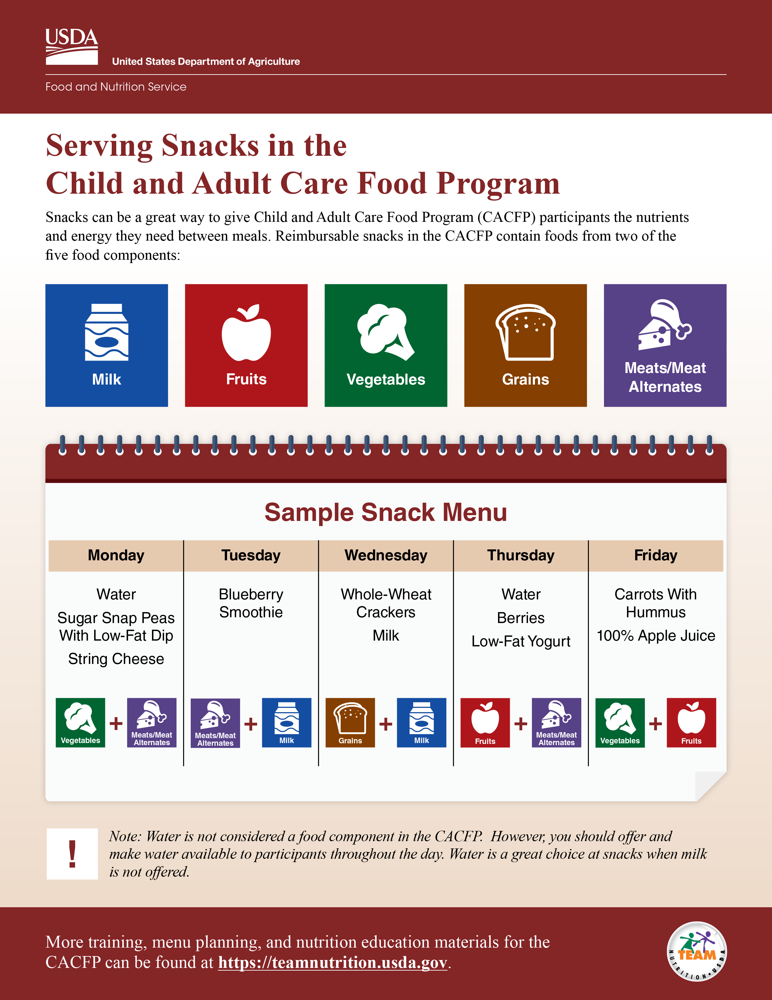 USDA
United States Department of Agriculture
Food and Nutrition Service
Serving Snacks in the
Child and Adult Care Food Program
Snacks can be a great way to give Child and Adult Care Food Program (CACFP) participants the nutrients
and energy they need between meals. Reimbursable snacks in the CACFP contain foods from two of the
five food components:
Milk
Fruits
Vegetables
Grains
Meats/Meat
Alternates
Sample Snack Menu
Monday
Tuesday
Wednesday
Thursday
Friday
Water
Sugar Snap Peas
With Low-Fat Dip
String Cheese
Blueberry
Smoothie
Whole-Wheat
Crackers
Milk
Water
Berries
Low-Fat Yogurt
Carrots With
Hummus
100% Apple Juice
Vegetables
+
Meats/Meat
Alternates
Meats/Meat
Alternates
+
Milk
Grains
+
Milk
Fruits
+
Meats/Meat
Alternates
Vegetables
+
Fruits
!
Note: Water is not considered a food component in the CACFP.  However, you should offer and
make water available to participants throughout the day. Water is a great choice at snacks when milk
is not offered.
More training, menu planning, and nutrition education materials for the
CACFP can be found at https://teamnutrition.usda.gov.
TEAM
NUTRITION • USDA